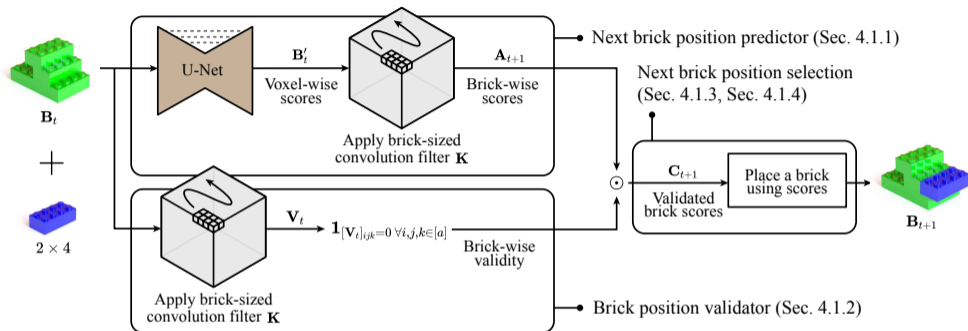 B_t
+
2 × 4
U-Net
B'_t
Voxel-wise
scores
Apply brick-sized
convolution filter K
A_{t+1}
Brick-wise
scores
Next brick position predictor (Sec. 4.1.1)
Next brick position selection
(Sec. 4.1.3, Sec. 4.1.4)
Apply brick-sized
convolution filter K
V_t
1_{[V_t]_{ijk}=0 ∀i,j,k∈[a]}
Brick-wise
validity
⊙
C_{t+1}
Validated
brick scores
Place a brick
using scores
B_{t+1}
Brick position validator (Sec. 4.1.2)